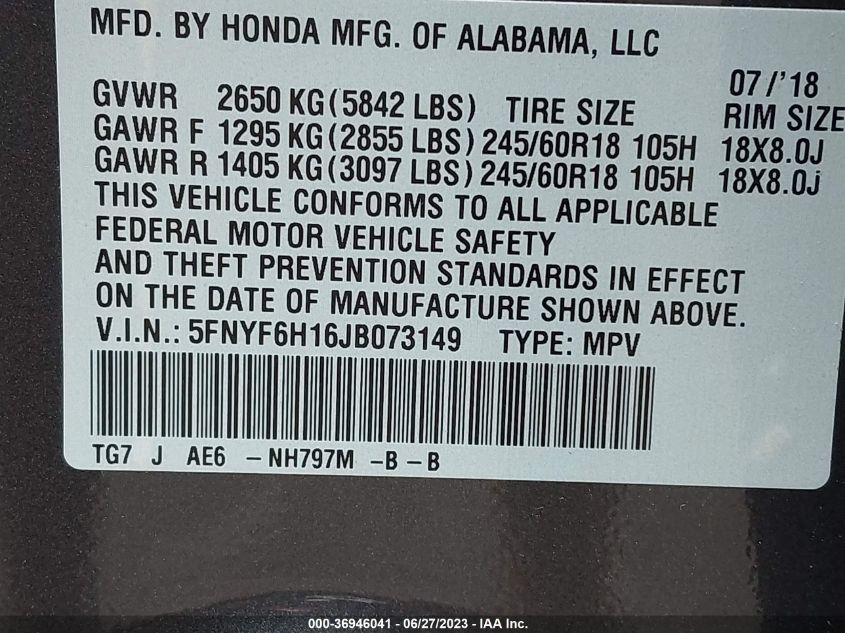 MFD. BY HONDA MFG. OF ALABAMA, LLC
07 /'18
GVWR 2650 KG (5842 LBS) TIRE SIZE RIM SIZE
GAWR F 1295 KG (2855 LBS) 245/60R18 105H 18X8.0J
GAWR R 1405 KG (3097 LBS) 245/60R18 105H 18X8.0J
THIS VEHICLE CONFORMS TO ALL APPLICABLE
FEDERAL MOTOR VEHICLE SAFETY
AND THEFT PREVENTION STANDARDS IN EFFECT
ON THE DATE OF MANUFACTURE SHOWN ABOVE.
V.I.N.: 5FNYF6H16JB073149 TYPE: MPV
TG7 J AE6 - NH797M - B - B
000-36946041 - 06/27/2023 - IAA Inc.